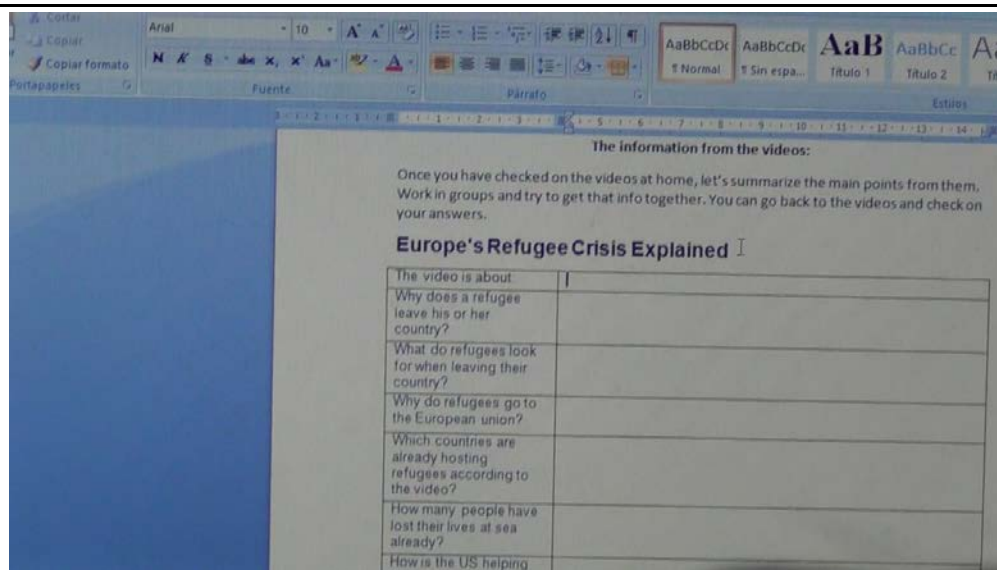 Cortar
Copiar
Copiar formato
Portapapeles
Arial
10
N K S abc x, x' Aa A
Fuente
Párrafo
AaBbCcDc
¶ Normal
AaBbCcDc
¶ Sin espa...
AaB
Título 1
AaBbCc
Título 2
Estilos
The information from the videos:
Once you have checked on the videos at home, let's summarize the main points from them.
Work in groups and try to get that info together. You can go back to the videos and check on
your answers.
Europe's Refugee Crisis Explained
The video is about
Why does a refugee
leave his or her
country?
What do refugees look
for when leaving their
country?
Why do refugees go to
the European union?
Which countries are
already hosting
refugees according to
the video?
How many people have
lost their lives at sea
already?
How is the US helping